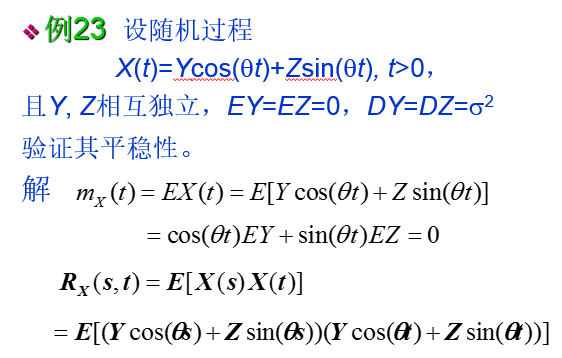 ❖ 例23 设随机过程
X(t)=Ycos(θt)+Zsin(θt), t>0，
且Y, Z相互独立，EY=EZ=0，DY=DZ=σ²
验证其平稳性。
解 m_X(t) = EX(t) = E[Y cos(θt) + Z sin(θt)]
= cos(θt)EY + sin(θt)EZ = 0
R_X(s,t) = E[X(s)X(t)]
= E[(Y cos(θs) + Z sin(θs))(Y cos(θt) + Z sin(θt))]